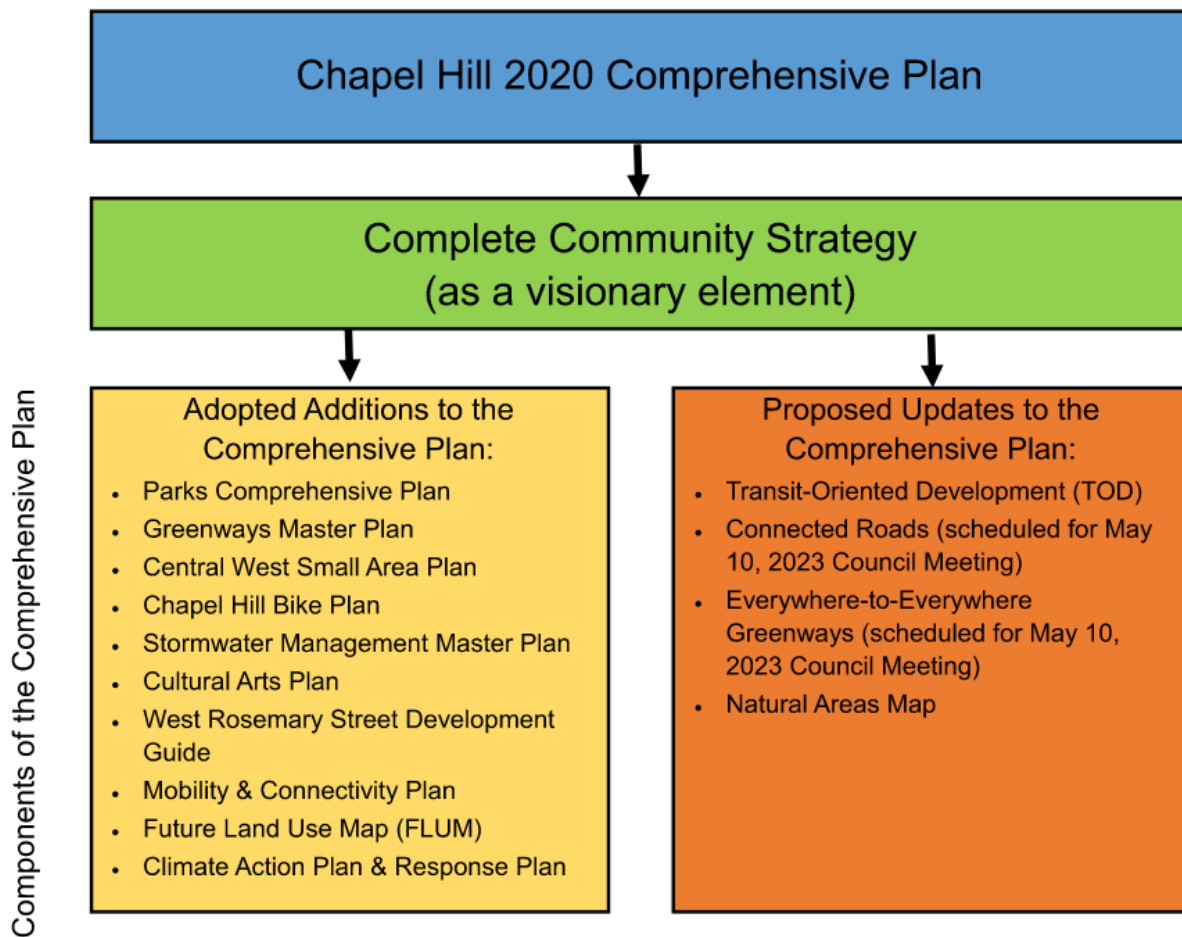 Chapel Hill 2020 Comprehensive Plan
Complete Community Strategy
(as a visionary element)
Components of the Comprehensive Plan
Adopted Additions to the
Comprehensive Plan:
• Parks Comprehensive Plan
• Greenways Master Plan
• Central West Small Area Plan
• Chapel Hill Bike Plan
• Stormwater Management Master Plan
• Cultural Arts Plan
• West Rosemary Street Development
Guide
• Mobility & Connectivity Plan
• Future Land Use Map (FLUM)
• Climate Action Plan & Response Plan
Proposed Updates to the
Comprehensive Plan:
• Transit-Oriented Development (TOD)
• Connected Roads (scheduled for May
10, 2023 Council Meeting)
• Everywhere-to-Everywhere
Greenways (scheduled for May 10,
2023 Council Meeting)
• Natural Areas Map